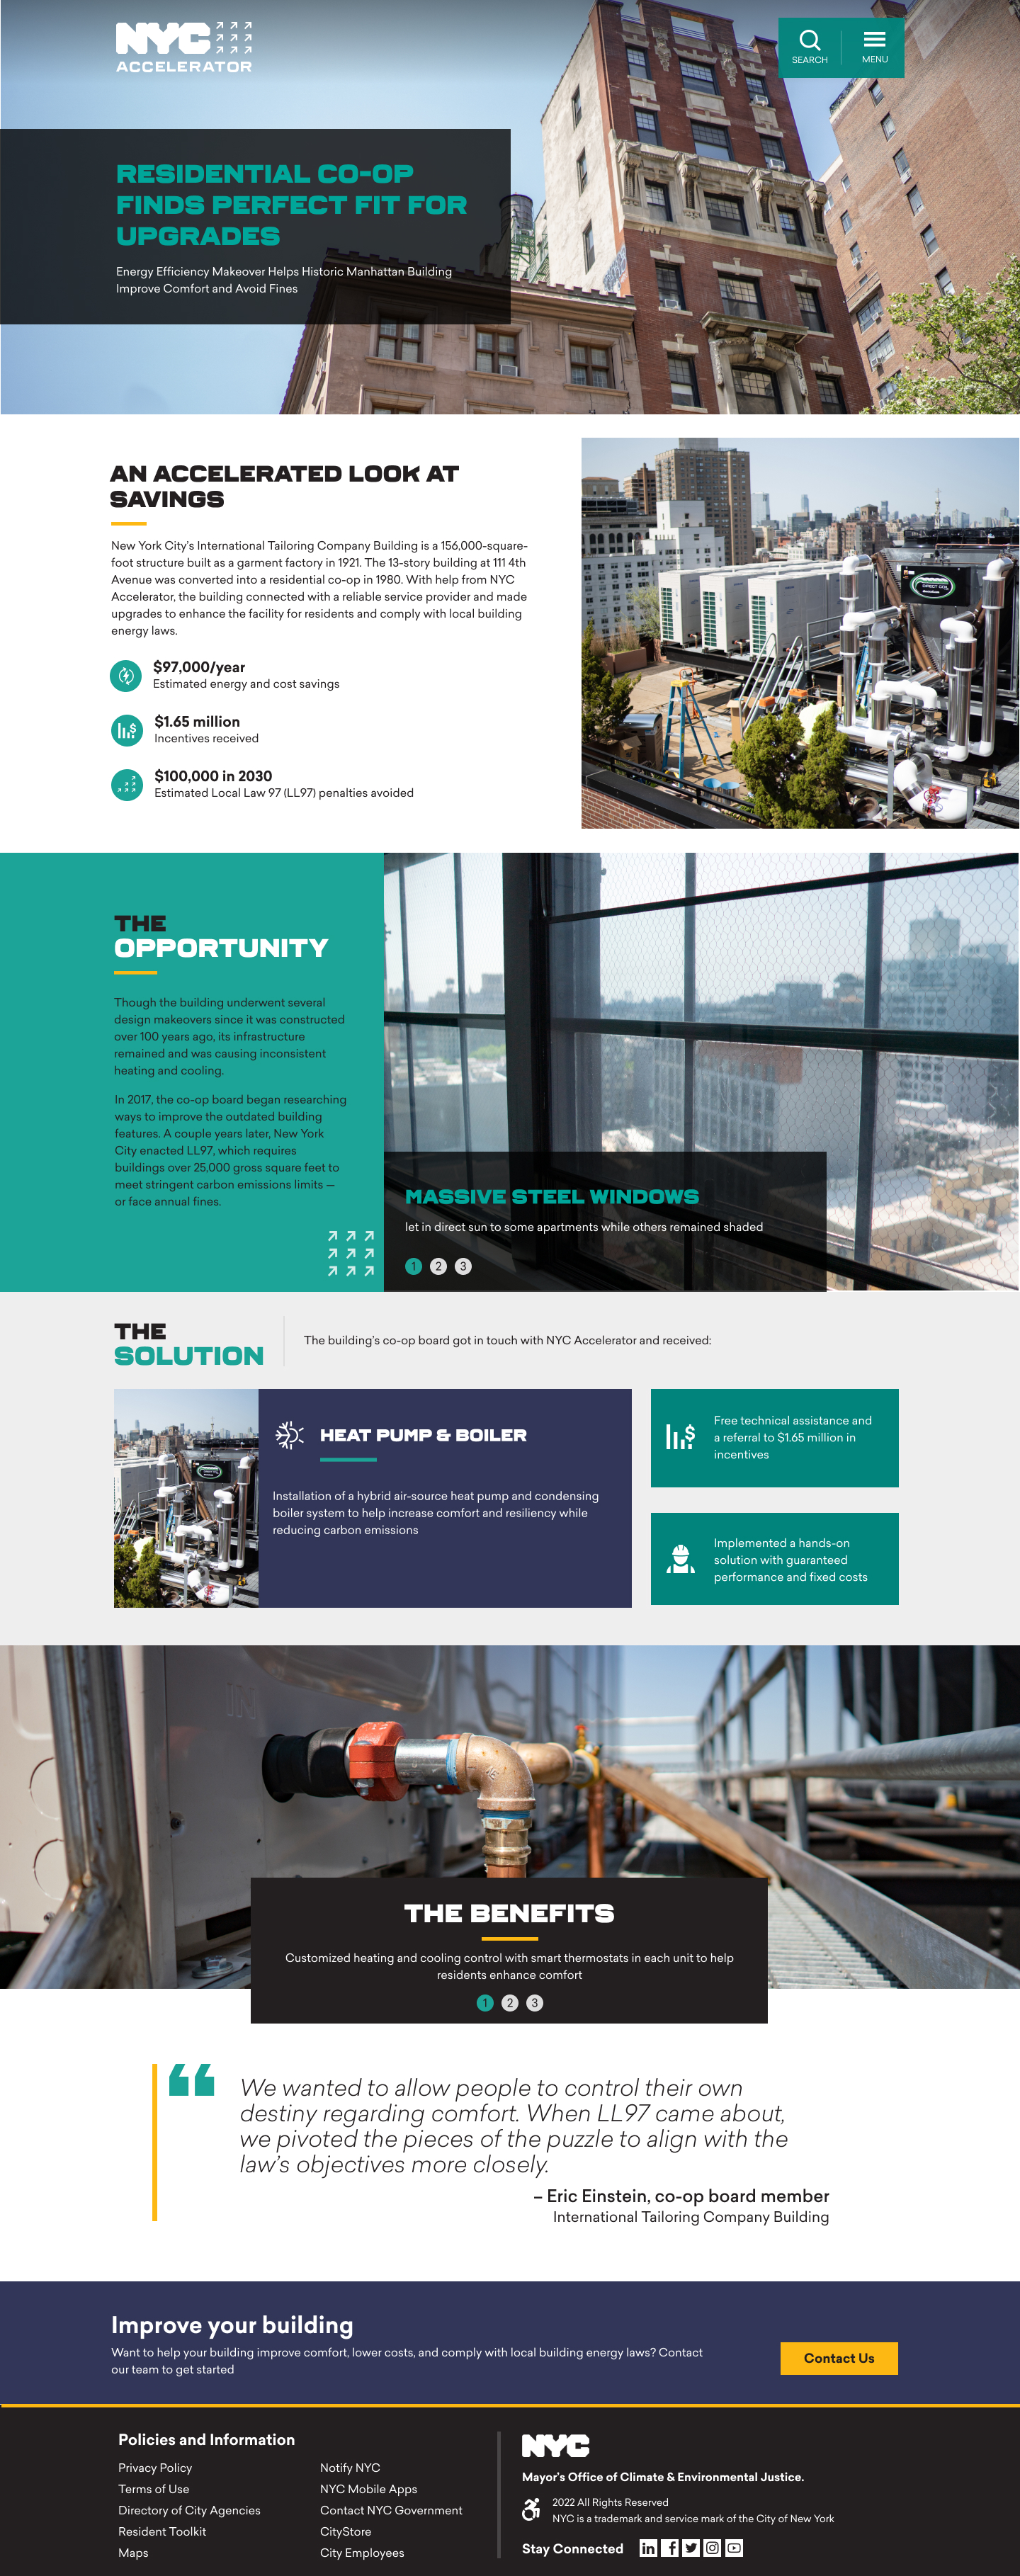 NYC
ACCELERATOR
SEARCH
MENU
RESIDENTIAL CO-OP
FINDS PERFECT FIT FOR
UPGRADES
Energy Efficiency Makeover Helps Historic Manhattan Building
Improve Comfort and Avoid Fines
AN ACCELERATED LOOK AT
SAVINGS
New York City's International Tailoring Company Building is a 156,000-square-
foot structure built as a garment factory in 1921. The 13-story building at 111 4th
Avenue was converted into a residential co-op in 1980. With help from NYC
Accelerator, the building connected with a reliable service provider and made
upgrades to enhance the facility for residents and comply with local building
energy laws.
$97,000/year
Estimated energy and cost savings
$1.65 million
Incentives received
$100,000 in 2030
Estimated Local Law 97 (LL97) penalties avoided
THE
OPPORTUNITY
Though the building underwent several
design makeovers since it was constructed
over 100 years ago, its infrastructure
remained and was causing inconsistent
heating and cooling.
In 2017, the co-op board began researching
ways to improve the outdated building
features. A couple years later, New York
City enacted LL97, which requires
buildings over 25,000 gross square feet to
meet stringent carbon emissions limits —
or face annual fines.
MASSIVE STEEL WINDOWS
let in direct sun to some apartments while others remained shaded
1 2 3
THE
SOLUTION
The building's co-op board got in touch with NYC Accelerator and received:
HEAT PUMP & BOILER
Installation of a hybrid air-source heat pump and condensing
boiler system to help increase comfort and resiliency while
reducing carbon emissions
Free technical assistance and
a referral to $1.65 million in
incentives
Implemented a hands-on
solution with guaranteed
performance and fixed costs
THE BENEFITS
Customized heating and cooling control with smart thermostats in each unit to help
residents enhance comfort
1 2 3
We wanted to allow people to control their own
destiny regarding comfort. When LL97 came about,
we pivoted the pieces of the puzzle to align with the
law's objectives more closely.
– Eric Einstein, co-op board member
International Tailoring Company Building
Improve your building
Want to help your building improve comfort, lower costs, and comply with local building energy laws? Contact
our team to get started
Contact Us
Policies and Information
Privacy Policy
Terms of Use
Directory of City Agencies
Resident Toolkit
Maps
Notify NYC
NYC Mobile Apps
Contact NYC Government
CityStore
City Employees
NYC
Mayor's Office of Climate & Environmental Justice.
2022 All Rights Reserved
NYC is a trademark and service mark of the City of New York
Stay Connected